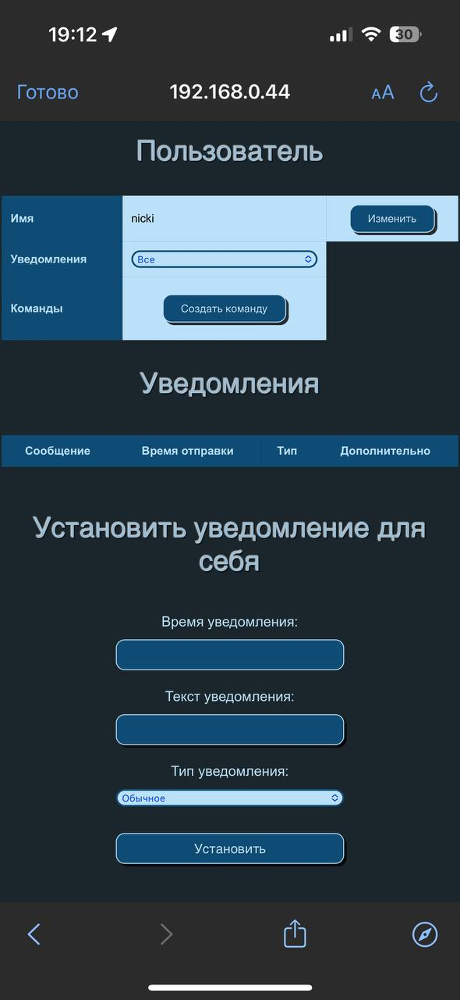 19:12
30
Готово
192.168.0.44
AA
Пользователь
Имя
nicki
Изменить
Уведомления
Все
Команды
Создать команду
Уведомления
Сообщение Время отправки Тип Дополнительно
Установить уведомление для
себя
Время уведомления:
Текст уведомления:
Тип уведомления:
Обычное
Установить